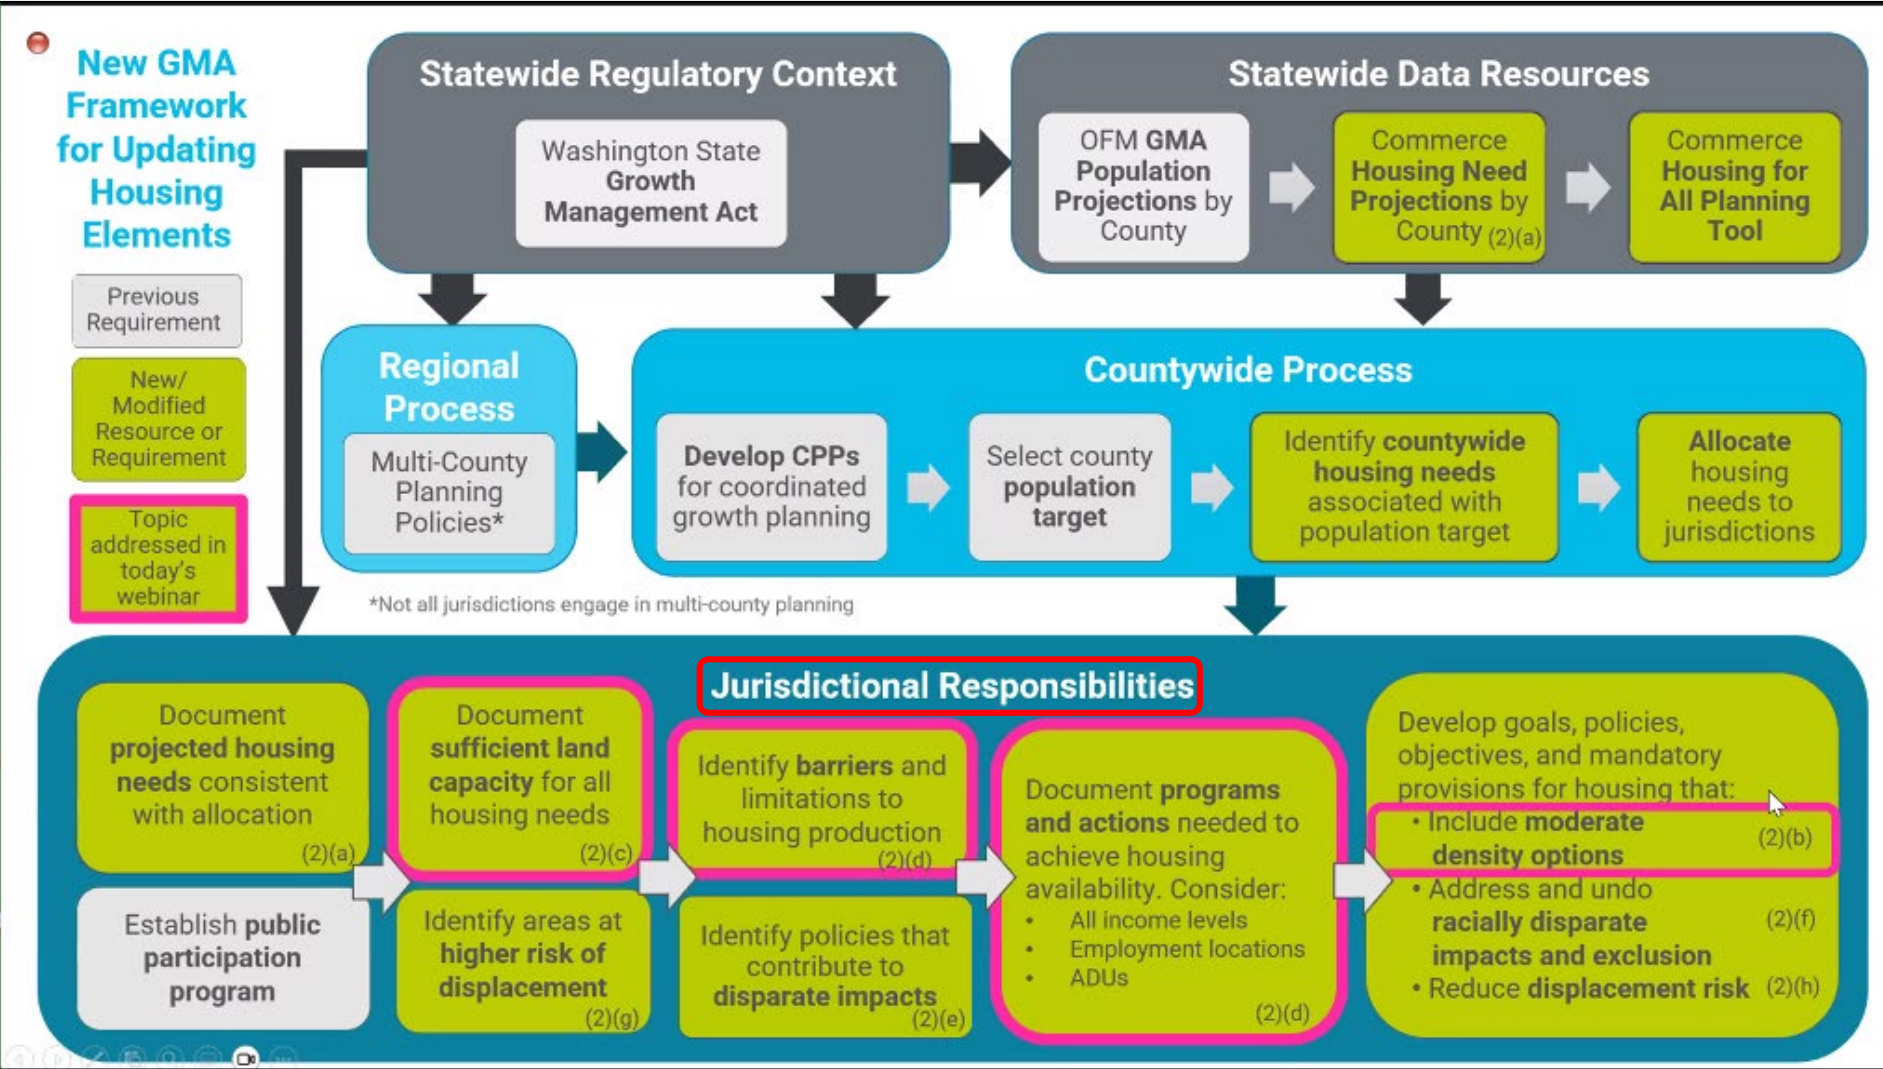 New GMA
Framework
for Updating
Housing
Elements
Previous
Requirement
New/
Modified
Resource or
Requirement
Topic
addressed in
today's
webinar
Statewide Regulatory Context
Washington State
Growth
Management Act
Statewide Data Resources
OFM GMA
Population
Projections by
County
Commerce
Housing Need
Projections by
County (2)(a)
Commerce
Housing for
All Planning
Tool
Regional
Process
Multi-County
Planning
Policies*
Countywide Process
Develop CPPs
for coordinated
growth planning
Select county
population
target
Identify countywide
housing needs
associated with
population target
Allocate
housing
needs to
jurisdictions
*Not all jurisdictions engage in multi-county planning
Jurisdictional Responsibilities
Document
projected housing
needs consistent
with allocation
(2)(a)
Establish public
participation
program
Document
sufficient land
capacity for all
housing needs
(2)(c)
Identify areas at
higher risk of
displacement
(2)(g)
Identify barriers and
limitations to
housing production
(2)(d)
Identify policies that
contribute to
disparate impacts
(2)(e)
Document programs
and actions needed to
achieve housing
availability. Consider:
• All income levels
• Employment locations
• ADUs
(2)(d)
Develop goals, policies,
objectives, and mandatory
provisions for housing that:
• Include moderate
density options
(2)(b)
• Address and undo
racially disparate
impacts and exclusion
(2)(f)
• Reduce displacement risk (2)(h)